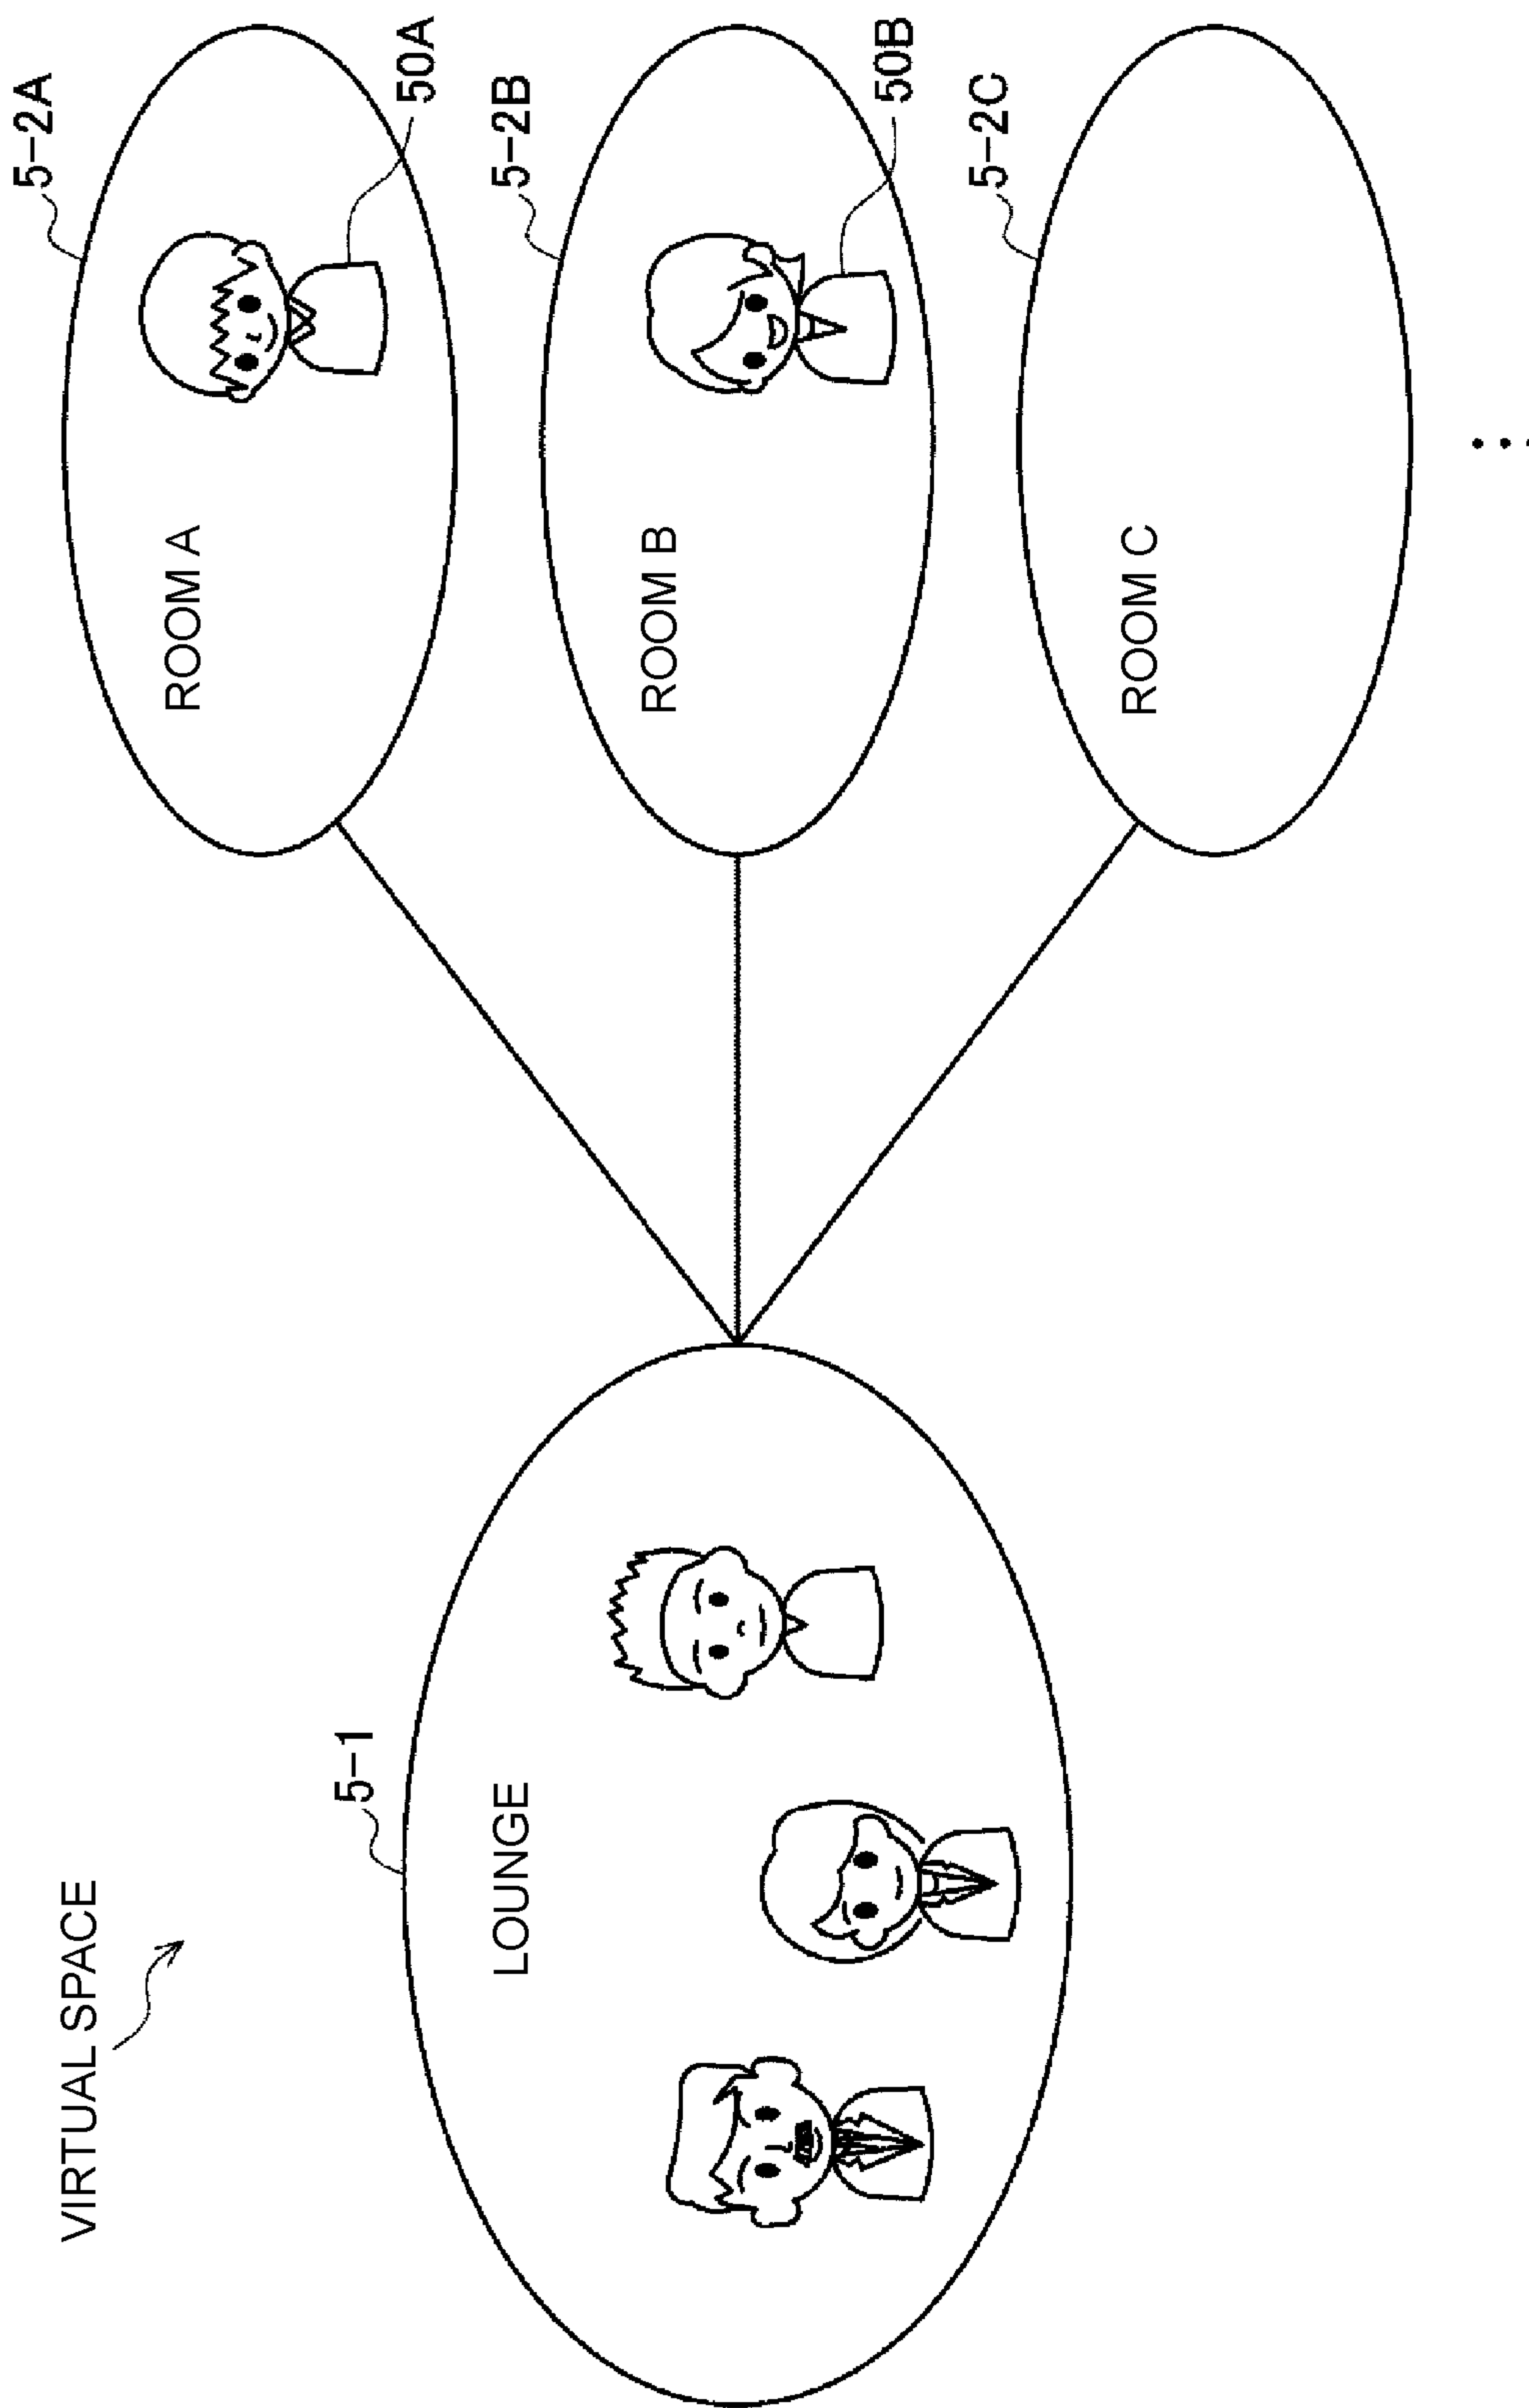 VIRTUAL SPACE
5-1
LOUNGE
5-2A
ROOM A
50A
5-2B
ROOM B
50B
5-2C
ROOM C